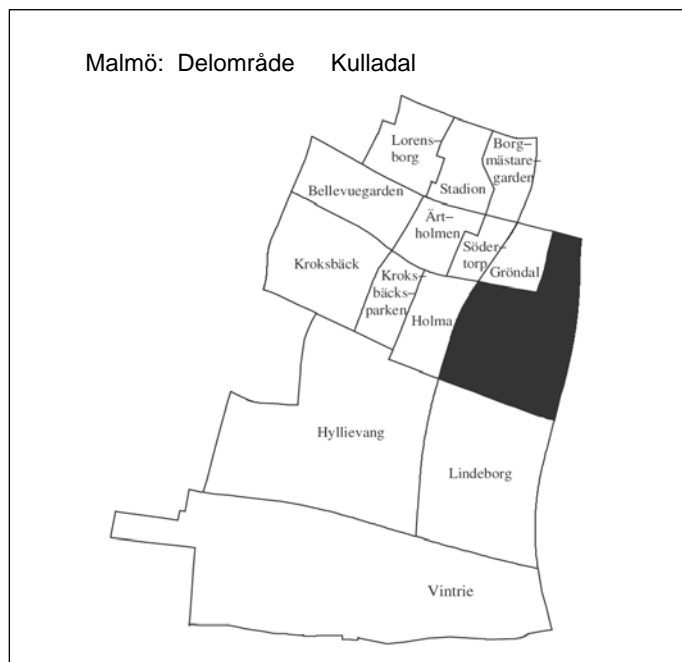 Malmö: Delområde Kulladal
Lorens–
borg
Borg–
mästare–
garden
Stadion
Bellevuegarden
Ärt–
holmen
Söder–
torp
Gröndal
Kroksbäck
Kroks–
bäcks–
parken
Holma
Hyllievang
Lindeborg
Vintrie